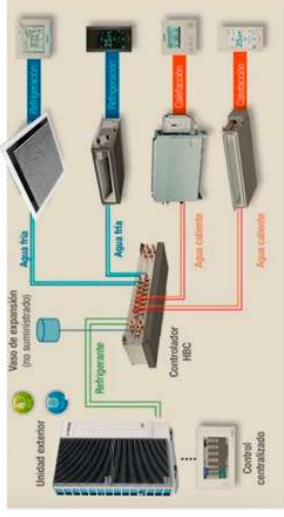 Unidad exterior
Vaso de expansión
(no suministrado)
Refrigerante
Control
centralizado
Controlador
HBC
Agua fría
Agua fría
Agua caliente
Agua caliente
Refrigeración
Refrigeración
Calefacción
Calefacción